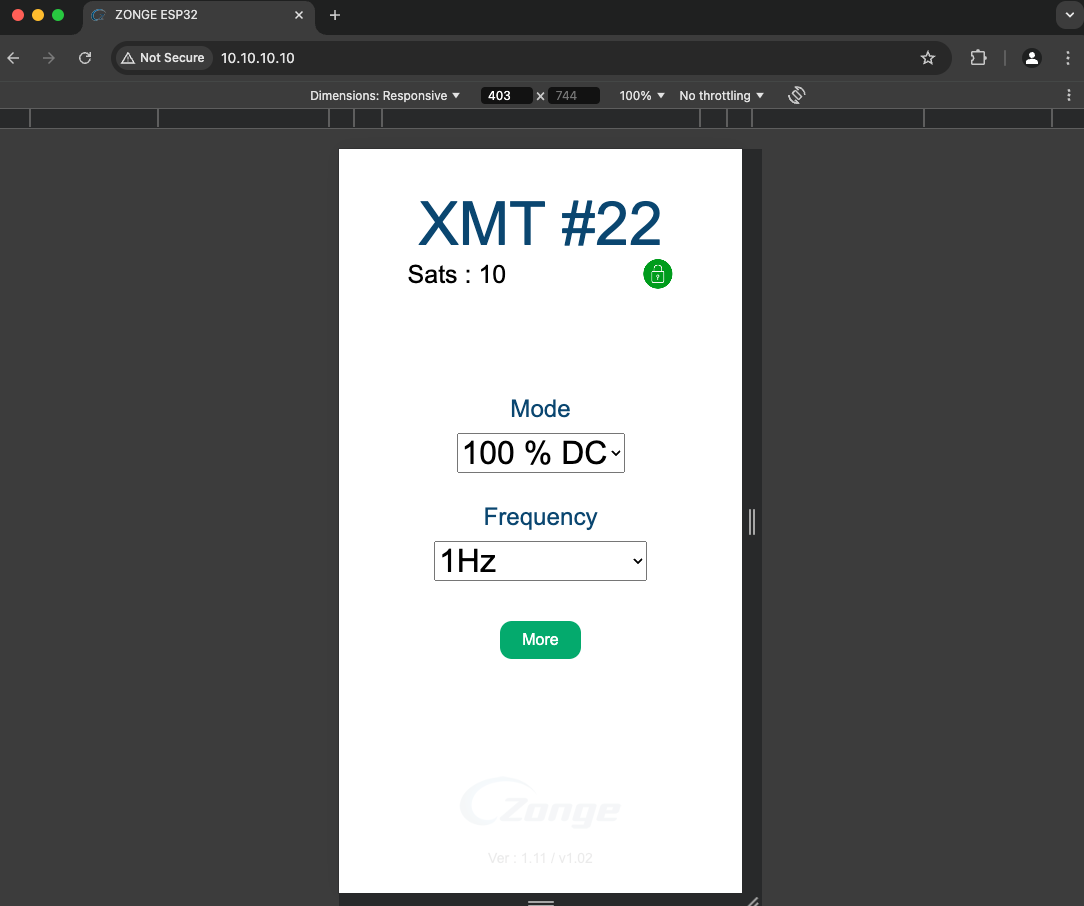 ZONGE ESP32
Not Secure 10.10.10.10
Dimensions: Responsive 403 × 744 100% No throttling
XMT #22
Sats : 10
Mode
100 % DC
Frequency
1Hz
More
Zonge
Ver : 1.11 / v1.02